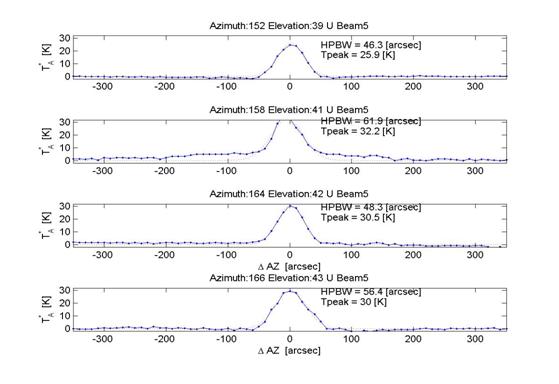 Azimuth:152 Elevation:39 U Beam5
HPBW = 46.3 [arcsec]
Tpeak = 25.9 [K]
T*A [K]
30
20
10
0
-300 -200 -100 0 100 200 300
Azimuth:158 Elevation:41 U Beam5
HPBW = 61.9 [arcsec]
Tpeak = 32.2 [K]
T*A [K]
30
20
10
0
-300 -200 -100 0 100 200 300
Azimuth:164 Elevation:42 U Beam5
HPBW = 48.3 [arcsec]
Tpeak = 30.5 [K]
T*A [K]
30
20
10
0
-300 -200 -100 0 100 200 300
Δ AZ [arcsec]
Azimuth:166 Elevation:43 U Beam5
HPBW = 56.4 [arcsec]
Tpeak = 30 [K]
T*A [K]
30
20
10
0
-300 -200 -100 0 100 200 300
Δ AZ [arcsec]